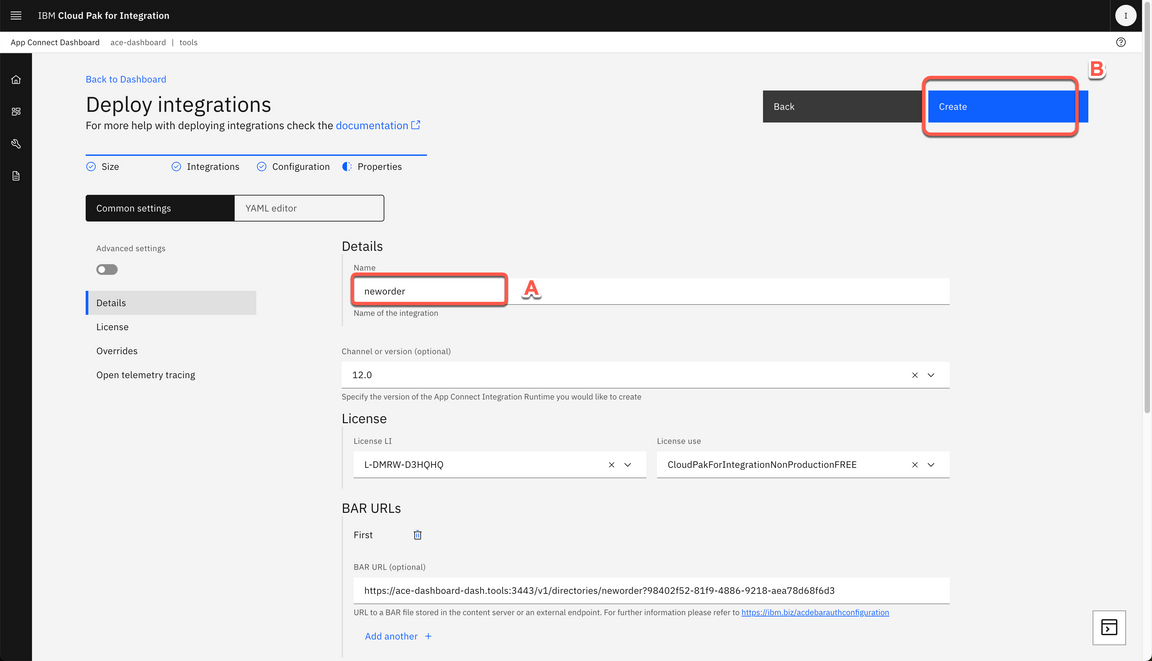 IBM Cloud Pak for Integration
I
App Connect Dashboard ace-dashboard | tools
Back to Dashboard
B
Deploy integrations
Back
Create
For more help with deploying integrations check the documentation
Size Integrations Configuration Properties
Common settings YAML editor
Advanced settings
Details
License
Overrides
Open telemetry tracing
Details
Name
neworder
A
Name of the integration
Channel or version (optional)
12.0
Specify the version of the App Connect Integration Runtime you would like to create
License
License LI License use
L-DMRW-D3HQHQ CloudPakForIntegrationNonProductionFREE
BAR URLs
First
BAR URL (optional)
https://ace-dashboard-dash.tools:3443/v1/directories/neworder?98402f52-81f9-4886-9218-aea78d68f6d3
URL to a BAR file stored in the content server or an external endpoint. For further information please refer to https://ibm.biz/acdebarauthconfiguration
Add another +